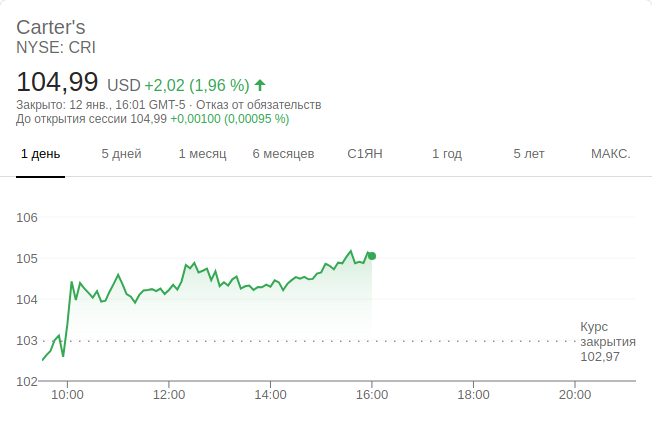 Carter's
NYSE: CRI
104,99 USD +2,02 (1,96 %)
Закрыто: 12 янв., 16:01 GMT-5 · Отказ от обязательств
До открытия сессии 104,99 +0,00100 (0,00095 %)
1 день 5 дней 1 месяц 6 месяцев С1ЯН 1 год 5 лет МАКС.
106
105
104
103
Курс
закрытия
102,97
102
10:00 12:00 14:00 16:00 18:00 20:00